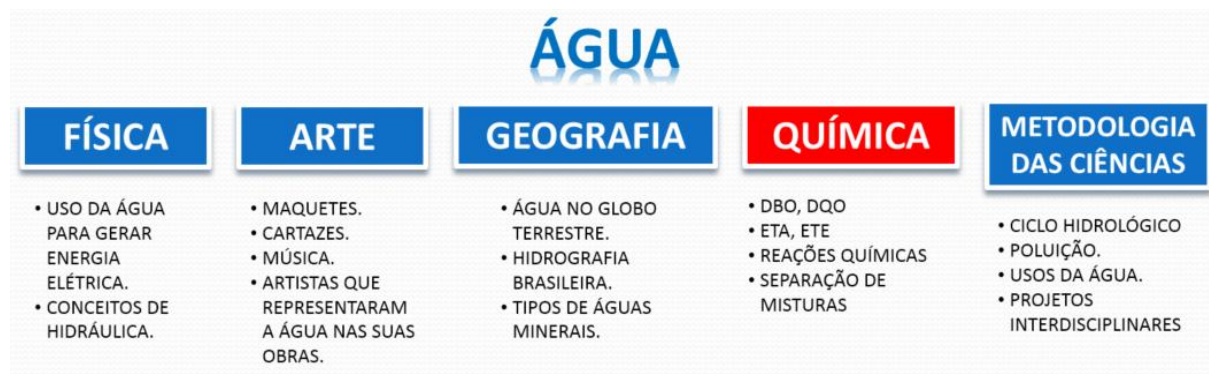 ÁGUA
FÍSICA
• USO DA ÁGUA
PARA GERAR
ENERGIA
ELÉTRICA.
• CONCEITOS DE
HIDRÁULICA.
ARTE
• MAQUETES.
• CARTAZES.
• MÚSICA.
• ARTISTAS QUE
REPRESENTARAM
A ÁGUA NAS SUAS
OBRAS.
GEOGRAFIA
• ÁGUA NO GLOBO
TERRESTRE.
• HIDROGRAFIA
BRASILEIRA.
• TIPOS DE ÁGUAS
MINERAIS.
QUÍMICA
• DBO, DQO
• ETA, ETE
• REAÇÕES QUÍMICAS
• SEPARAÇÃO DE
MISTURAS
METODOLOGIA
DAS CIÊNCIAS
• CICLO HIDROLÓGICO
• POLUIÇÃO.
• USOS DA ÁGUA.
• PROJETOS
INTERDISCIPLINARES